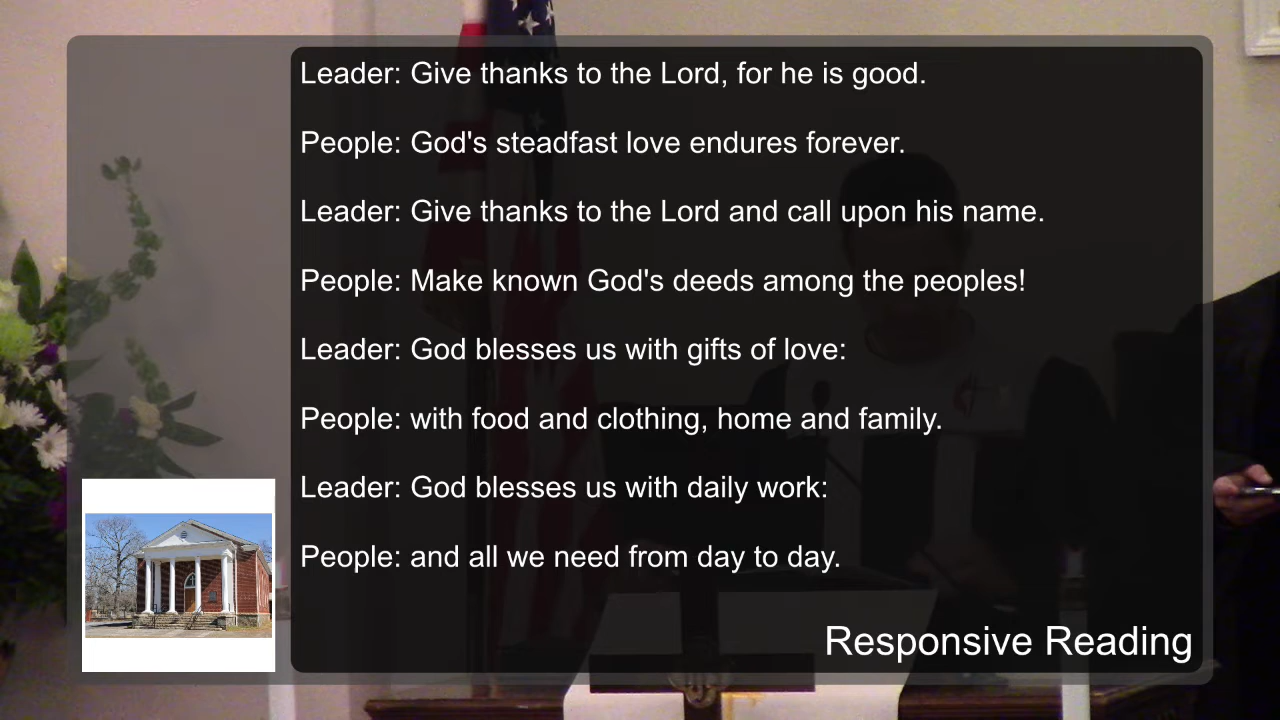 Leader: Give thanks to the Lord, for he is good.
People: God's steadfast love endures forever.
Leader: Give thanks to the Lord and call upon his name.
People: Make known God's deeds among the peoples!
Leader: God blesses us with gifts of love:
People: with food and clothing, home and family.
Leader: God blesses us with daily work:
People: and all we need from day to day.
Responsive Reading